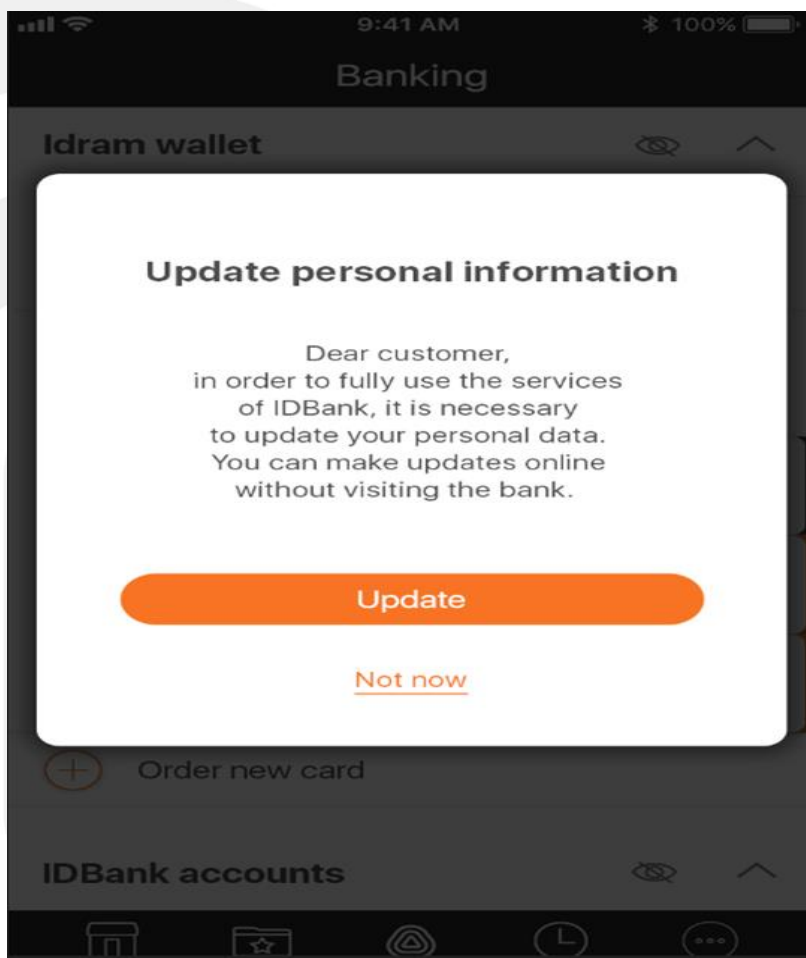 9:41 AM
100%
Banking
Idram wallet
Update personal information
Dear customer,
in order to fully use the services
of IDBank, it is necessary
to update your personal data.
You can make updates online
without visiting the bank.
Update
Not now
Order new card
IDBank accounts